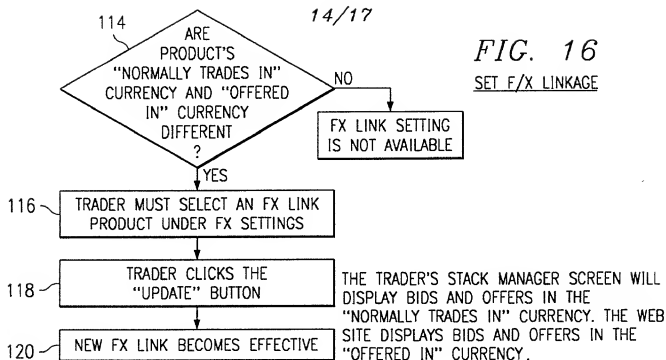 14/17
FIG. 16
SET F/X LINKAGE
114
ARE
PRODUCT'S
"NORMALLY TRADES IN"
CURRENCY AND "OFFERED
IN" CURRENCY
DIFFERENT
?
NO
FX LINK SETTING
IS NOT AVAILABLE
YES
116
TRADER MUST SELECT AN FX LINK
PRODUCT UNDER FX SETTINGS
118
TRADER CLICKS THE
"UPDATE" BUTTON
120
NEW FX LINK BECOMES EFFECTIVE
THE TRADER'S STACK MANAGER SCREEN WILL
DISPLAY BIDS AND OFFERS IN THE
"NORMALLY TRADES IN" CURRENCY. THE WEB
SITE DISPLAYS BIDS AND OFFERS IN THE
"OFFERED IN" CURRENCY.